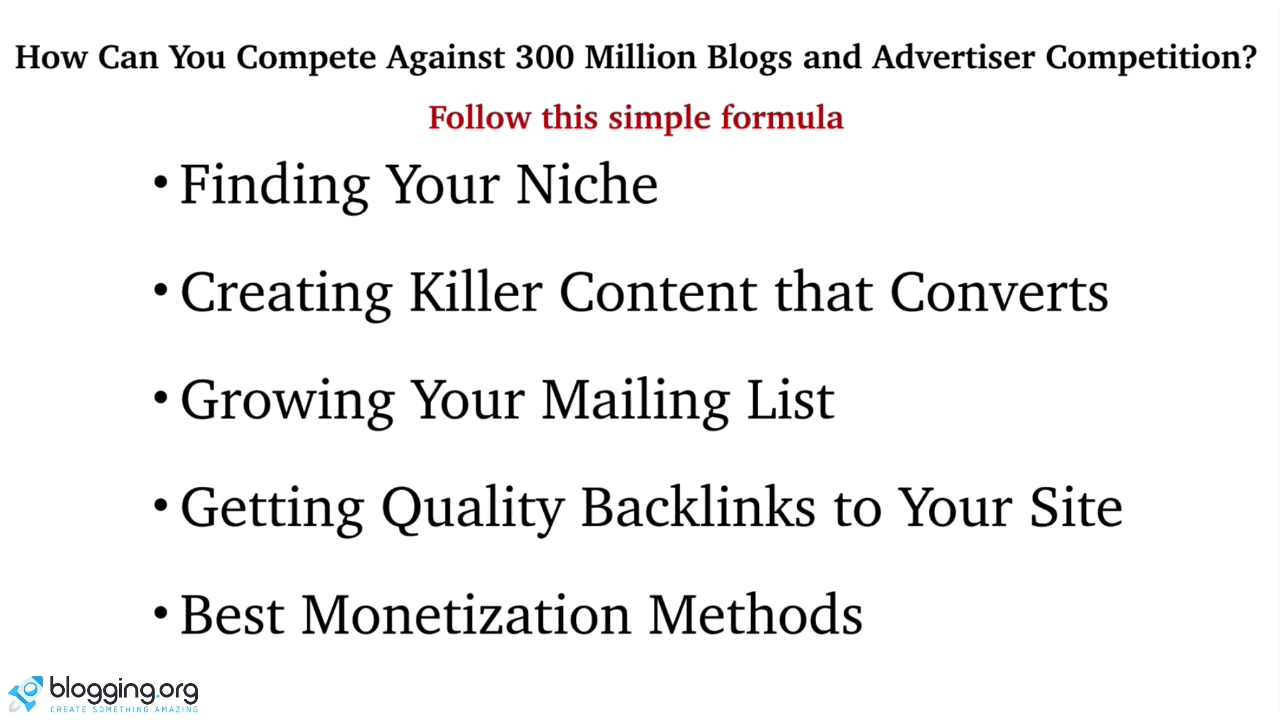 How Can You Compete Against 300 Million Blogs and Advertiser Competition?
Follow this simple formula
• Finding Your Niche
• Creating Killer Content that Converts
• Growing Your Mailing List
• Getting Quality Backlinks to Your Site
• Best Monetization Methods
blogging.org
CREATE SOMETHING AMAZING